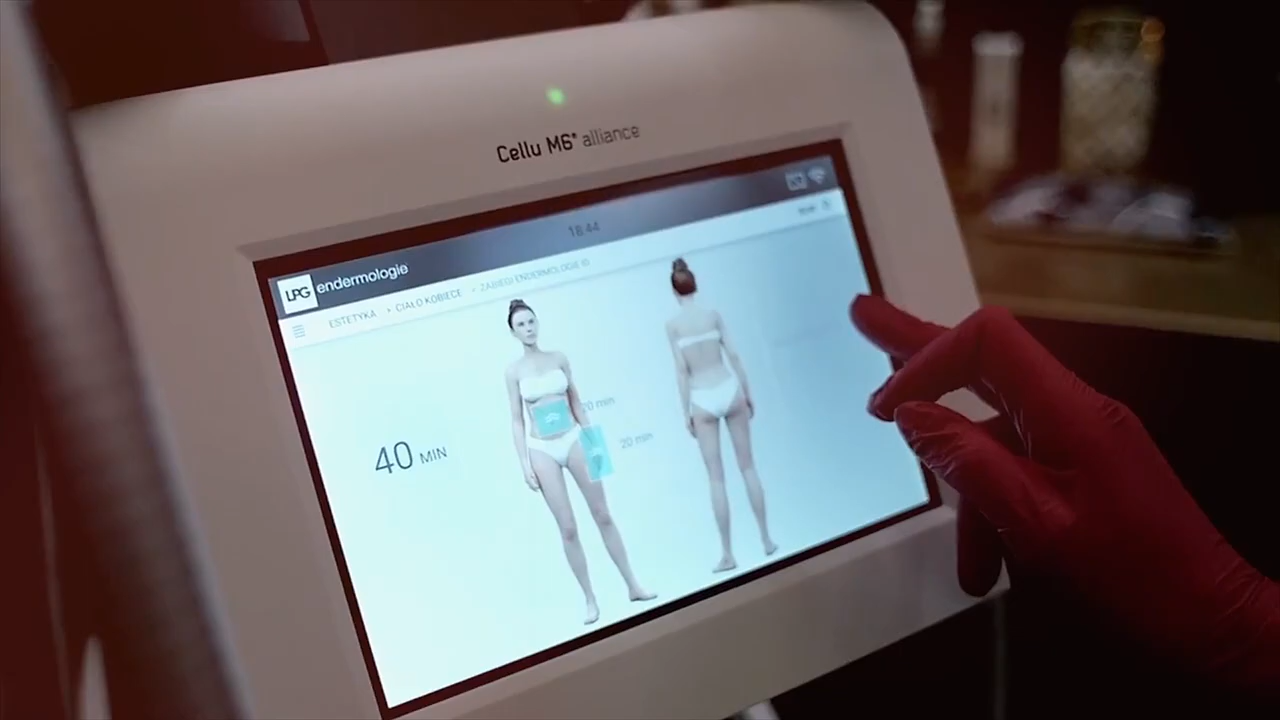 Cellu M6® alliance
18:44
LPG endermologie
ESTETYKA > CIAŁO KOBIECE > ZABIEGI ENDERMOLOGIE ID
20 min
40 MIN
20 min